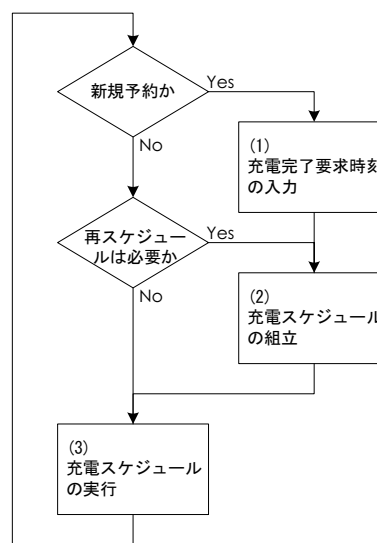 新規予約か
Yes
No
(1)
充電完了要求時刻
の入力
再スケジュー
ルは必要か
Yes
No
(2)
充電スケジュール
の組立
(3)
充電スケジュール
の実行